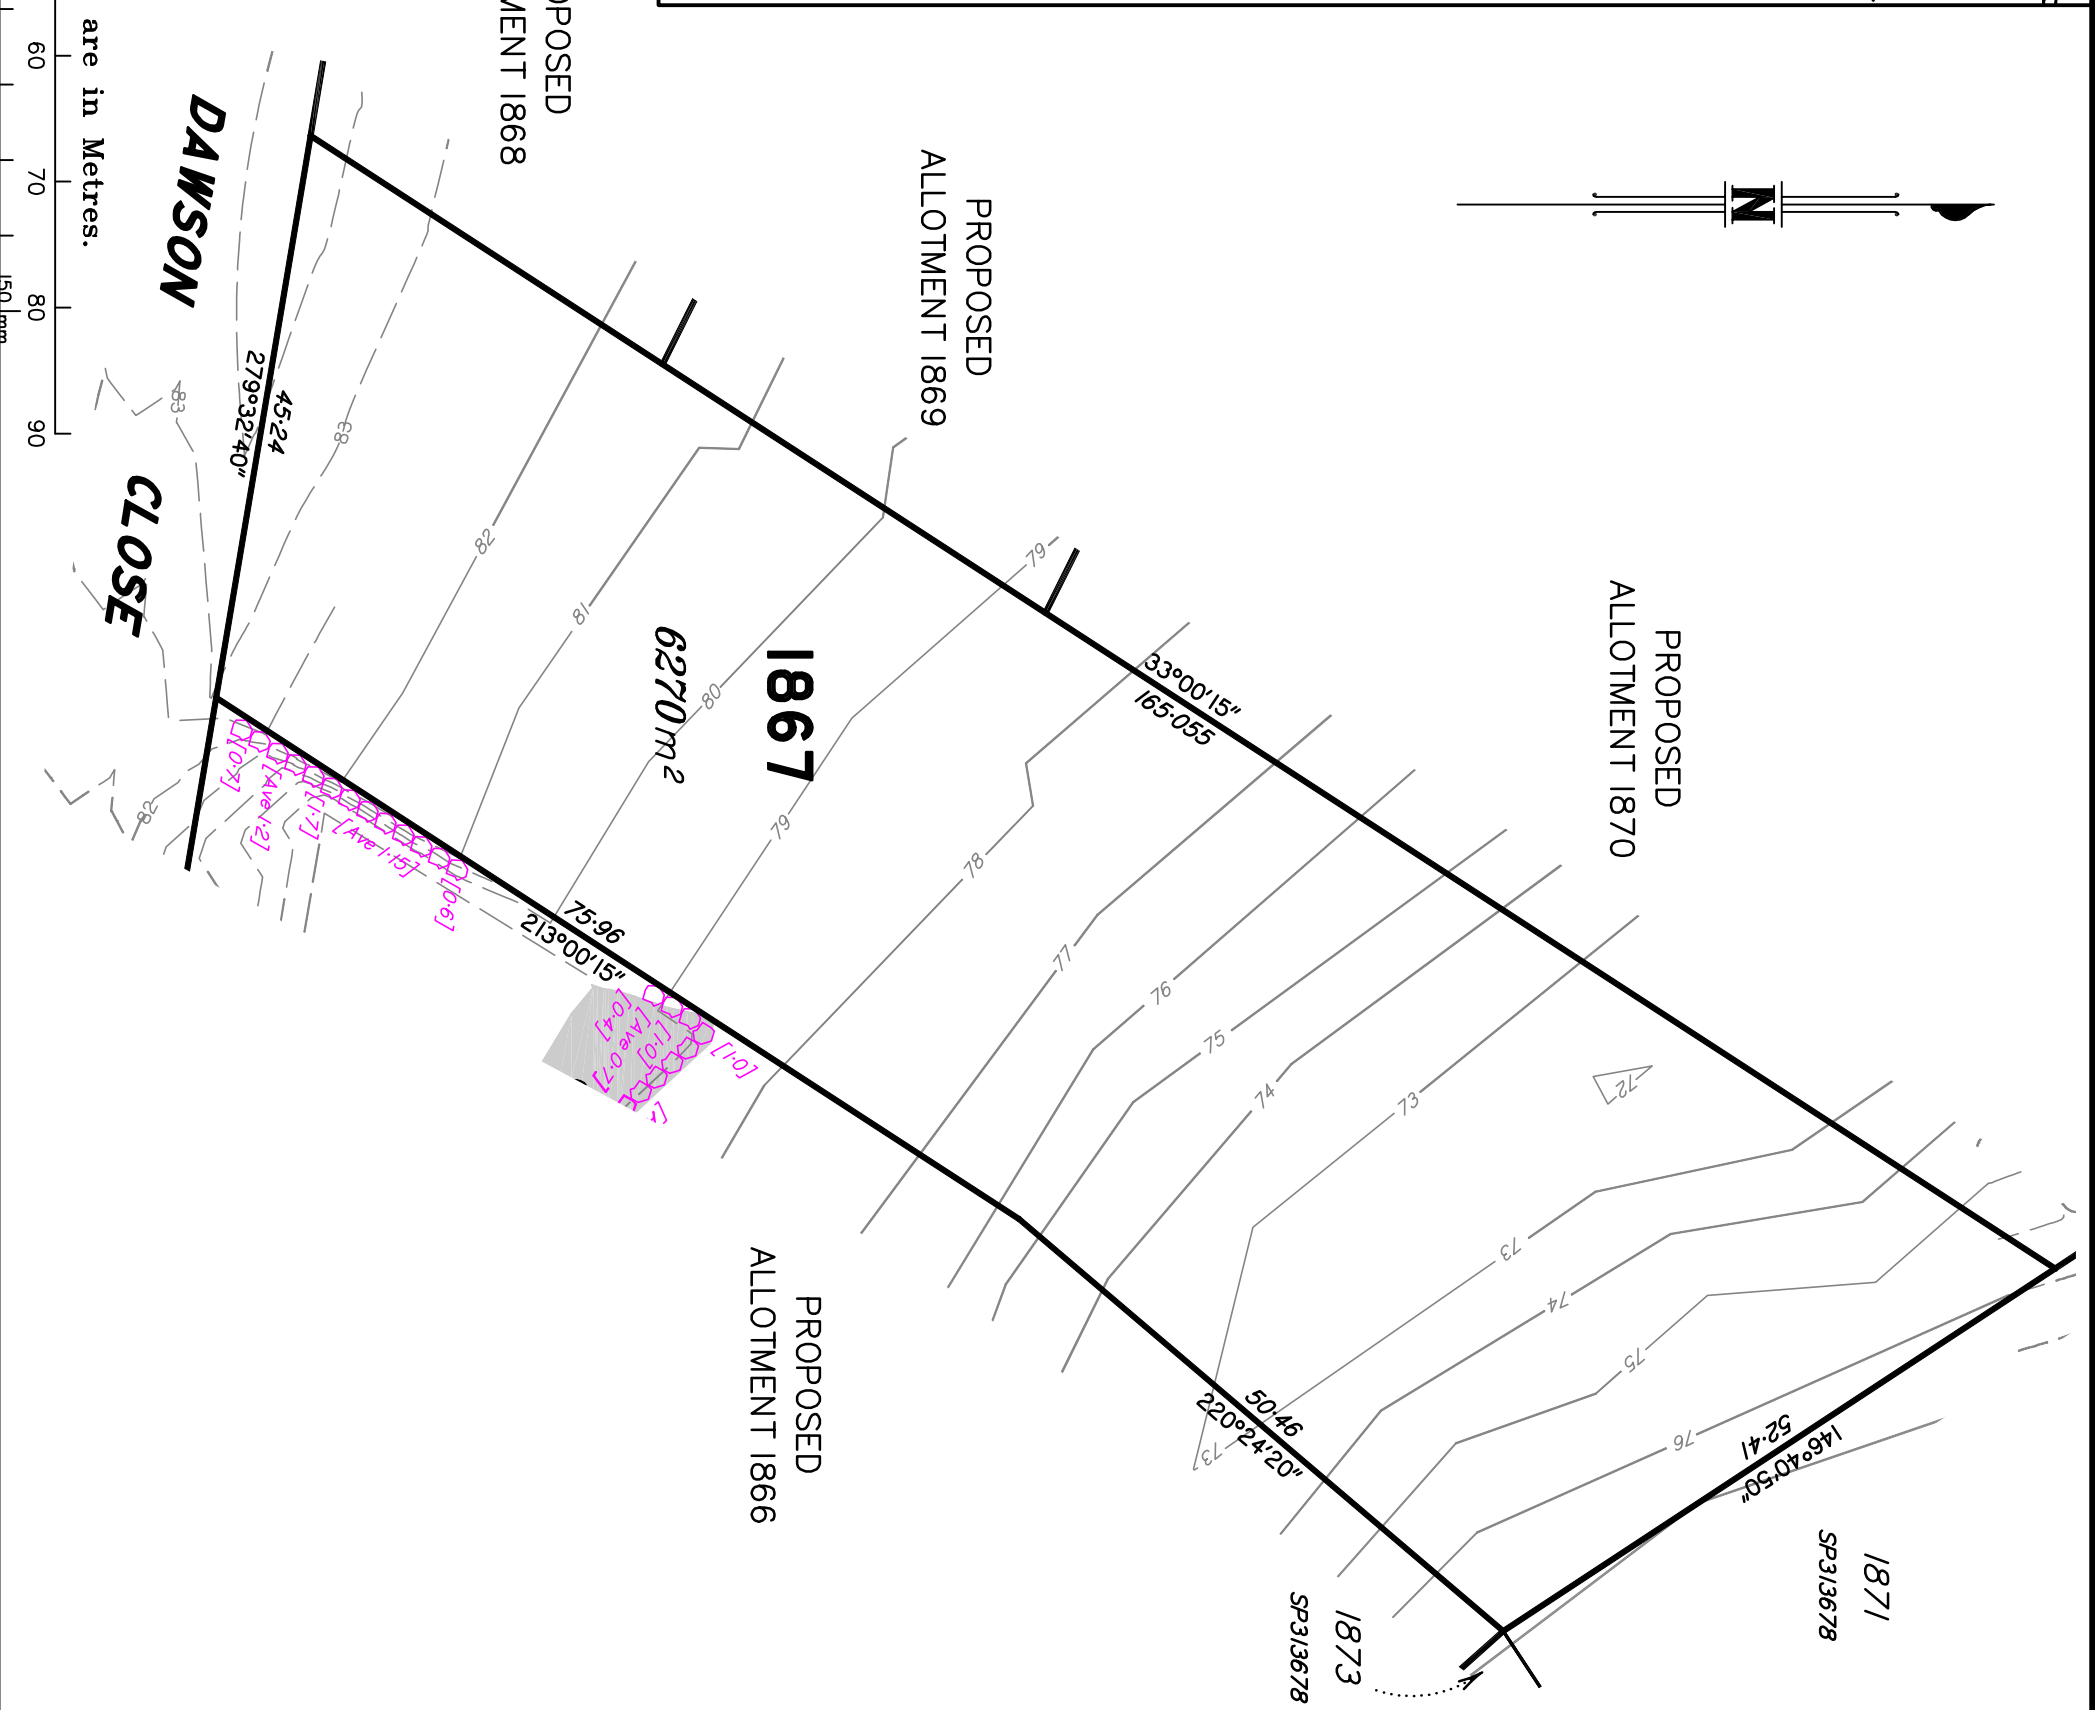 N
PROPOSED
ALLOTMENT 1870
PROPOSED
ALLOTMENT 1869
OPOSED
MENT 1868
1871
SP313678
146°40'50"
52·41
33°00'15"
165·055
1867
6270m²
72
73
74
75
76
77
78
79
79
80
81
82
83
83
82
73
74
75
76
73
50·46
220°24'20"
1873
SP313678
PROPOSED
ALLOTMENT 1866
75·96
213°00'15"
[1·0]
[1·0]
[Ave 0·7]
[0·4]
[0·6]
[Ave 1·15]
[1·7]
[Ave 1·2]
[0·7]
45·24
279°32'40"
DAWSON
CLOSE
are in Metres.
60
70
80
90
150mm